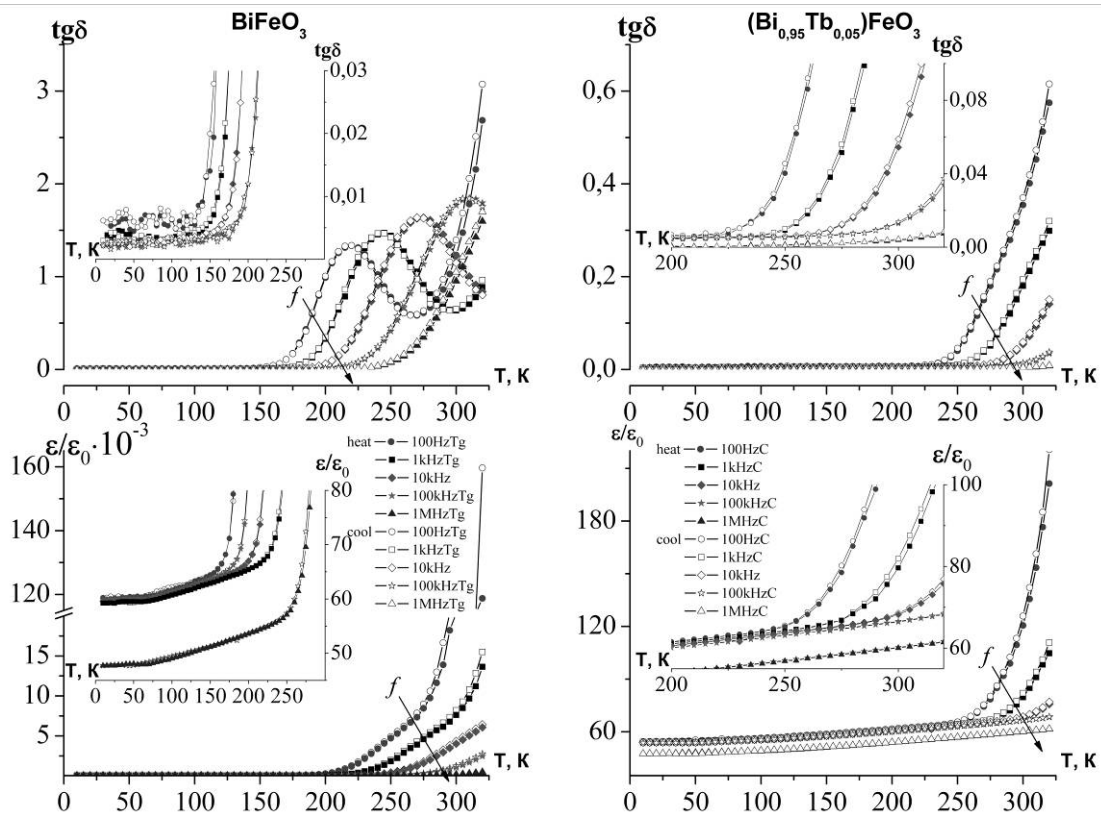 BiFeO3
tgδ
3
2
1
0
tgδ
0,03
0,02
0,01
T, K
0 50 100 150 200 250
f
T, K
0 50 100 150 200 250 300
(Bi0,95Tb0,05)FeO3
tgδ
0,6
0,4
0,2
0,0
tgδ
0,08
0,04
0,00
T, K
200 250 300
f
T, K
0 50 100 150 200 250 300
ε/ε0·10-3
160
140
120
15
10
5
ε/ε0
80
70
60
50
T, K
0 50 100 150 200 250
heat
100HzTg
1kHzTg
10kHz
100kHzTg
1MHzTg
cool
100HzTg
1kHzTg
10kHz
100kHzTg
1MHzTg
f
T, K
0 50 100 150 200 250 300
ε/ε0
180
120
60
heat
100HzC
1kHzC
10kHz
100kHzC
1MHzC
cool
100HzC
1kHzC
10kHz
100kHzC
1MHzC
ε/ε0
100
80
60
T, K
200 250 300
f
T, K
0 50 100 150 200 250 300